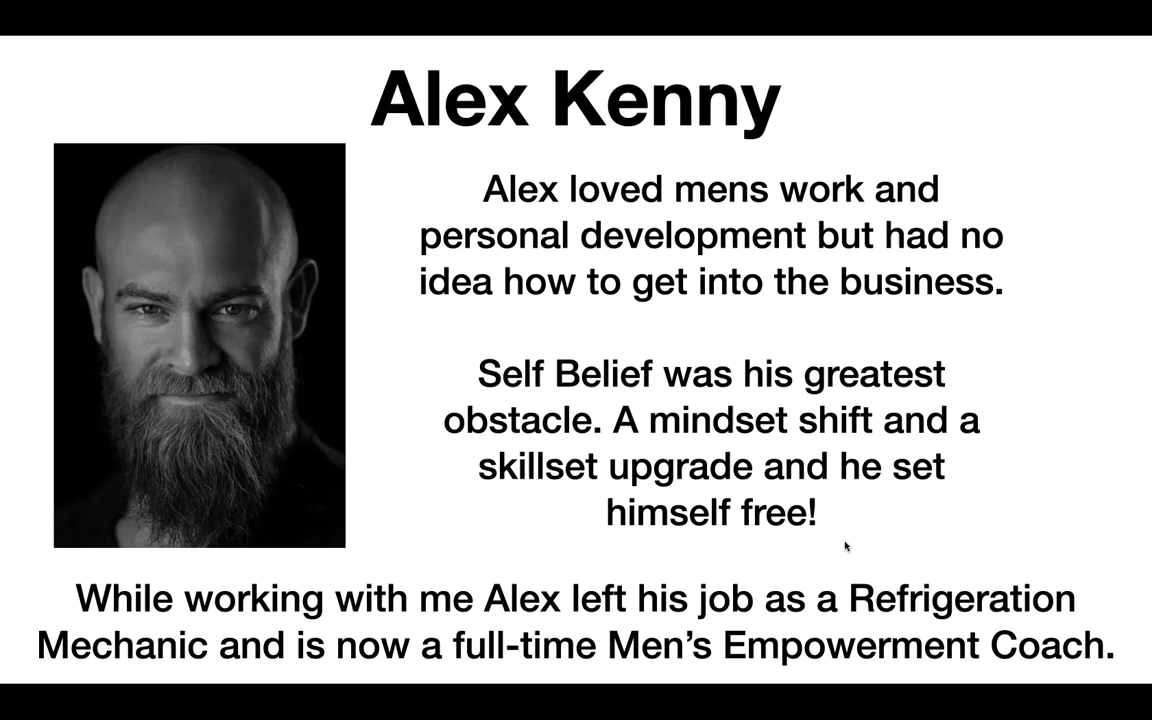 Alex Kenny
Alex loved mens work and
personal development but had no
idea how to get into the business.
Self Belief was his greatest
obstacle. A mindset shift and a
skillset upgrade and he set
himself free!
While working with me Alex left his job as a Refrigeration
Mechanic and is now a full-time Men’s Empowerment Coach.